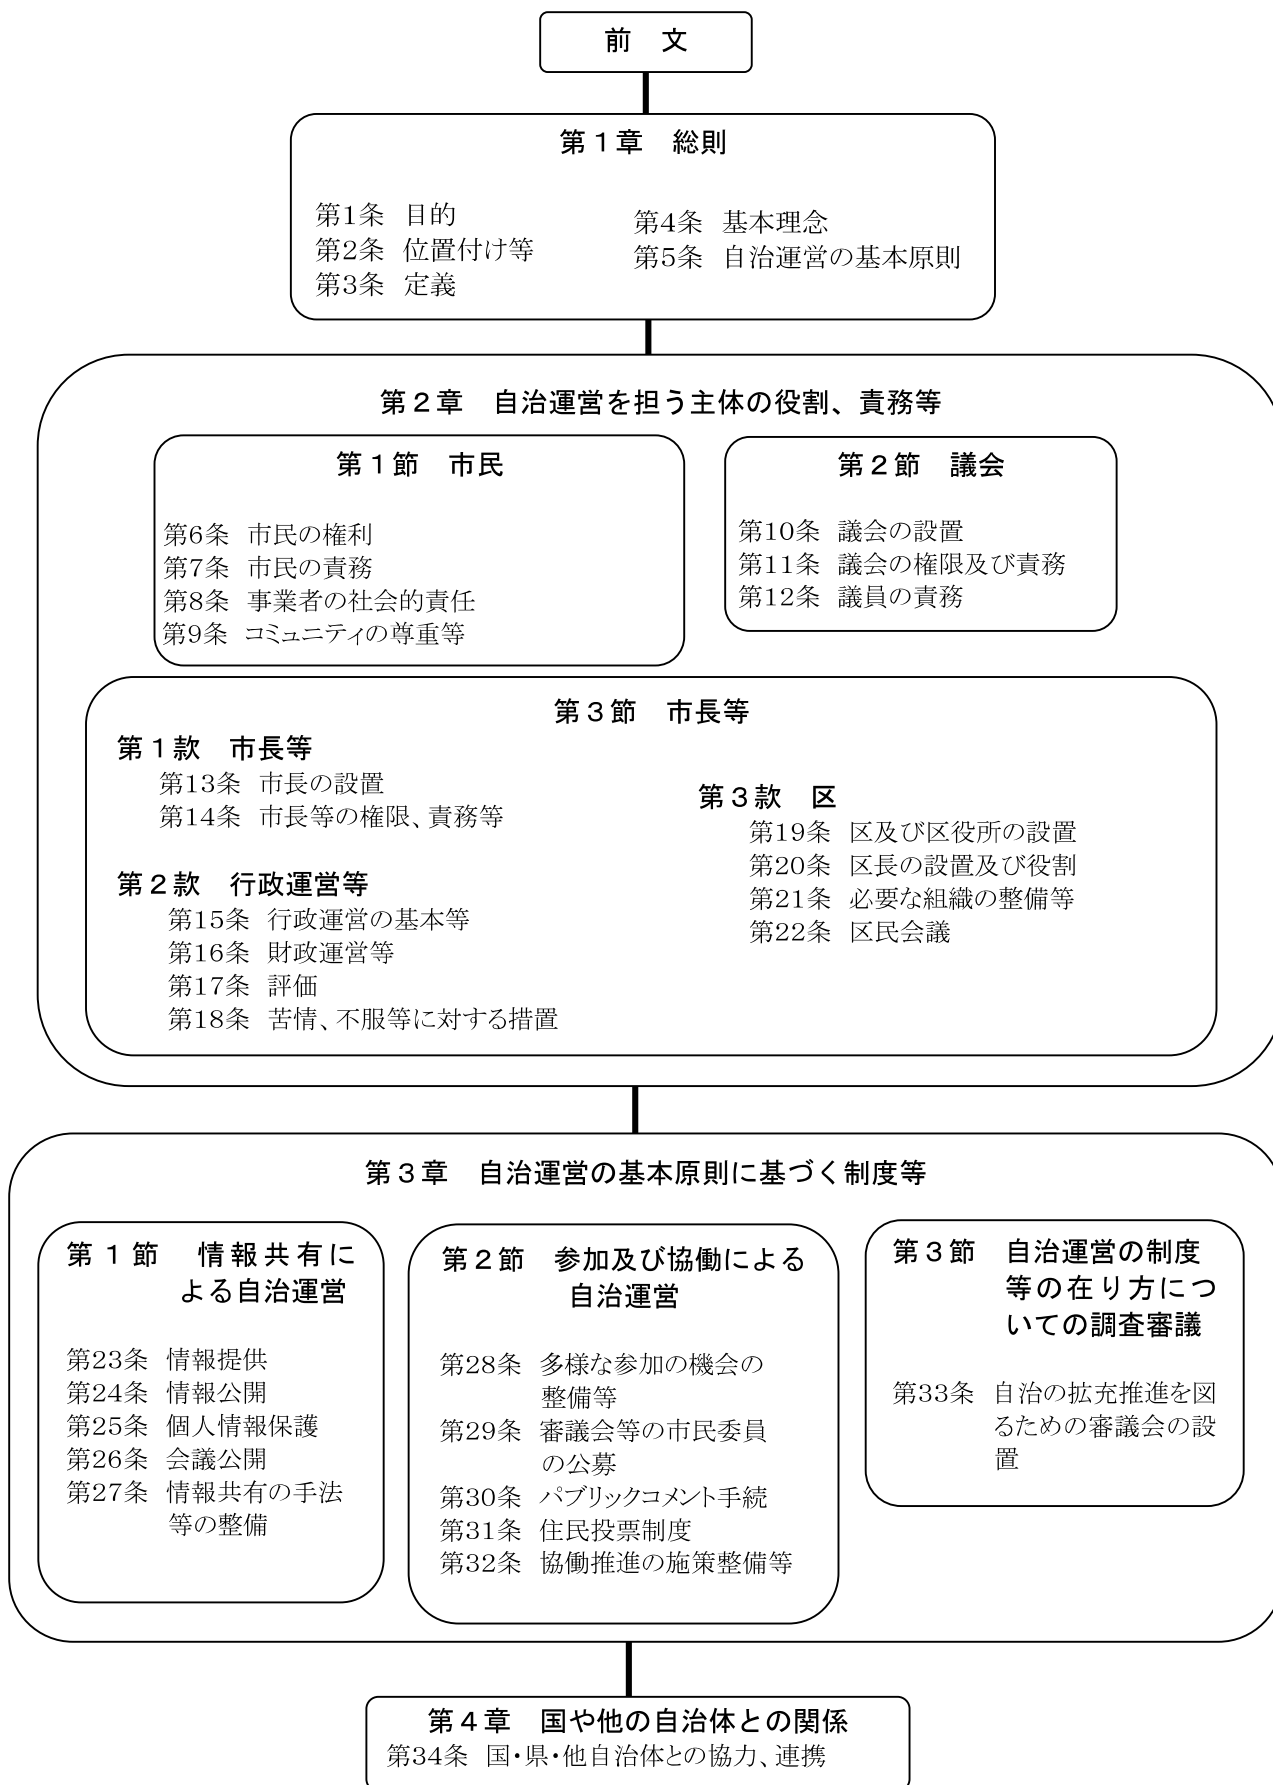 前　文
第１章　総則
第1条　目的
第2条　位置付け等
第3条　定義
第4条　基本理念
第5条　自治運営の基本原則
第２章　自治運営を担う主体の役割、責務等
第１節　市民
第6条　市民の権利
第7条　市民の責務
第8条　事業者の社会的責任
第9条　コミュニティの尊重等
第２節　議会
第10条　議会の設置
第11条　議会の権限及び責務
第12条　議員の責務
第３節　市長等
第１款　市長等
第13条　市長の設置
第14条　市長等の権限、責務等
第２款　行政運営等
第15条　行政運営の基本等
第16条　財政運営等
第17条　評価
第18条　苦情、不服等に対する措置
第３款　区
第19条　区及び区役所の設置
第20条　区長の設置及び役割
第21条　必要な組織の整備等
第22条　区民会議
第３章　自治運営の基本原則に基づく制度等
第１節　情報共有に
よる自治運営
第23条　情報提供
第24条　情報公開
第25条　個人情報保護
第26条　会議公開
第27条　情報共有の手法
等の整備
第２節　参加及び協働による
自治運営
第28条　多様な参加の機会の
整備等
第29条　審議会等の市民委員
の公募
第30条　パブリックコメント手続
第31条　住民投票制度
第32条　協働推進の施策整備等
第３節　自治運営の制度
等の在り方につ
いての調査審議
第33条　自治の拡充推進を図
るための審議会の設
置
第４章　国や他の自治体との関係
第34条　国・県・他自治体との協力、連携